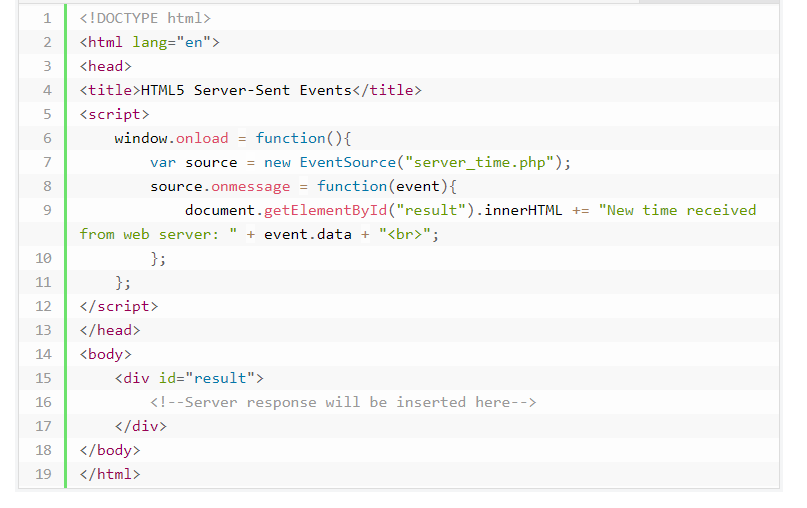 1 <!DOCTYPE html>
2 <html lang="en">
3 <head>
4 <title>HTML5 Server-Sent Events</title>
5 <script>
6     window.onload = function(){
7         var source = new EventSource("server_time.php");
8         source.onmessage = function(event){
9             document.getElementById("result").innerHTML += "New time received
from web server: " + event.data + "<br>";
10         };
11     };
12 </script>
13 </head>
14 <body>
15     <div id="result">
16         <!--Server response will be inserted here-->
17     </div>
18 </body>
19 </html>